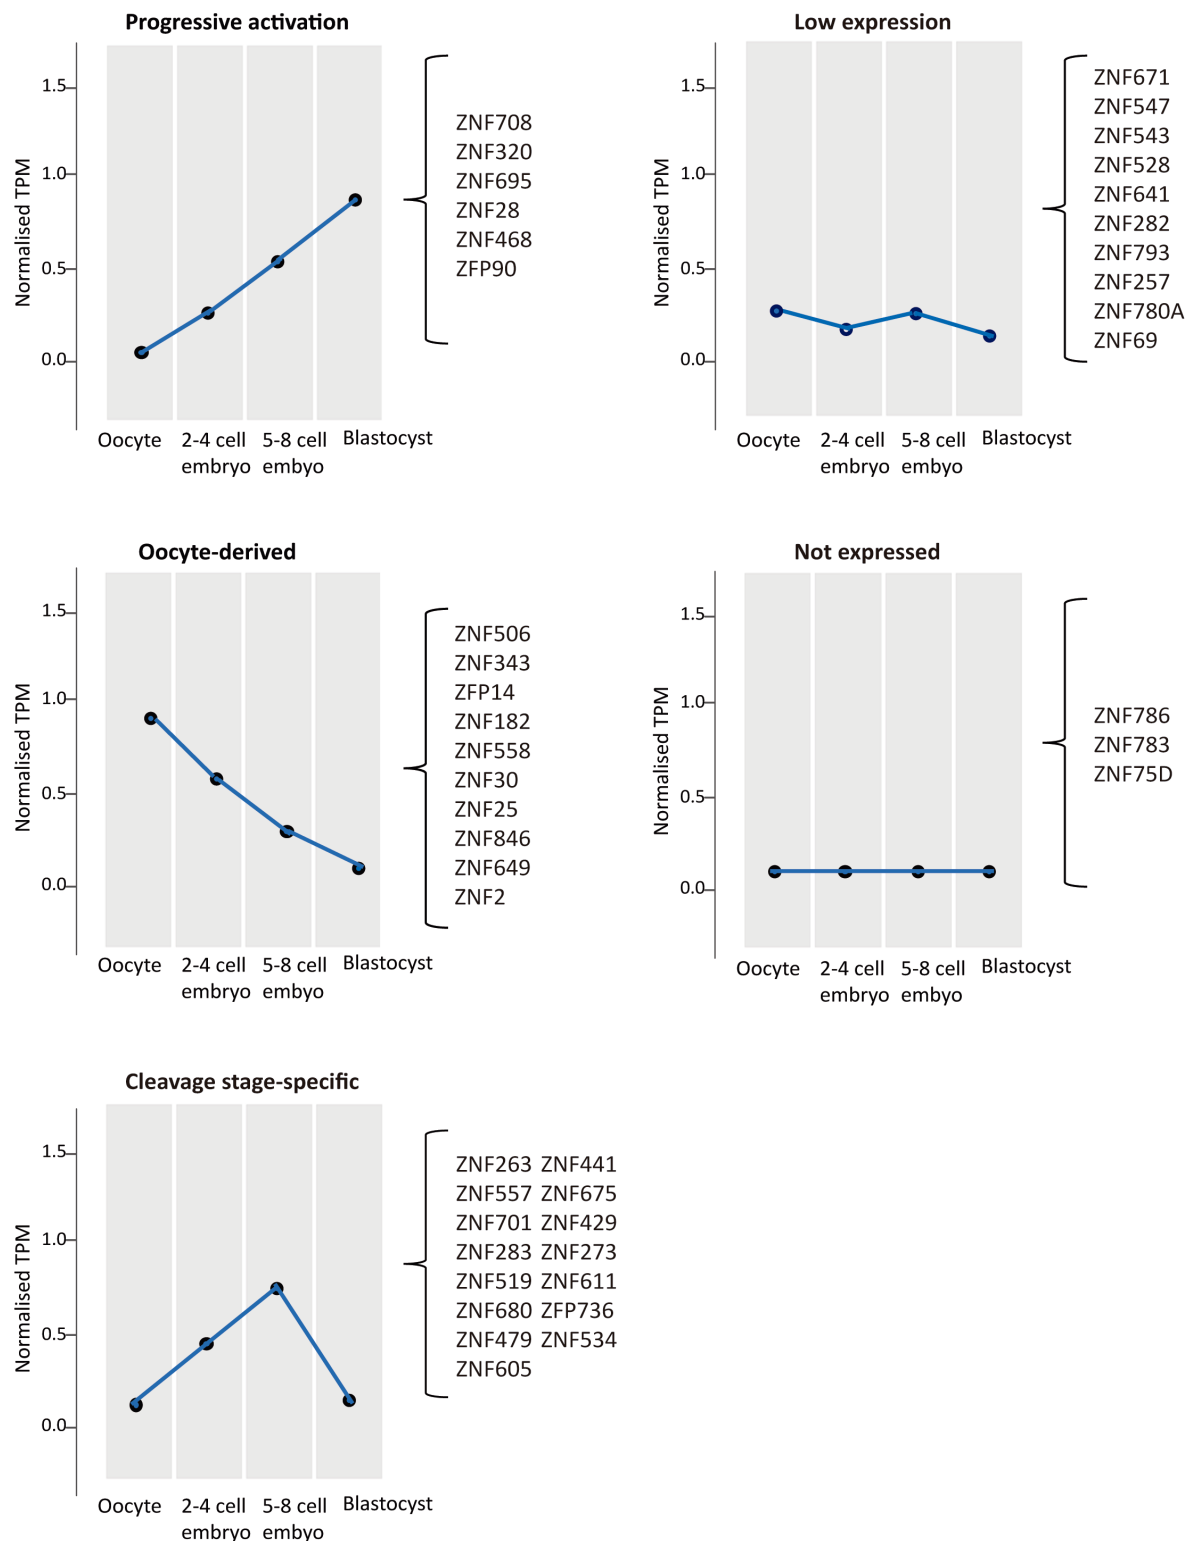 Progressive activation
Normalised TPM
1.5
1.0
0.5
0.0
Oocyte
2-4 cell
embryo
5-8 cell
embyo
Blastocyst
ZNF708
ZNF320
ZNF695
ZNF28
ZNF468
ZFP90
Low expression
Normalised TPM
1.5
1.0
0.5
0.0
Oocyte
2-4 cell
embryo
5-8 cell
embyo
Blastocyst
ZNF671
ZNF547
ZNF543
ZNF528
ZNF641
ZNF282
ZNF793
ZNF257
ZNF780A
ZNF69
Oocyte-derived
Normalised TPM
1.5
1.0
0.5
0.0
Oocyte
2-4 cell
embryo
5-8 cell
embyo
Blastocyst
ZNF506
ZNF343
ZFP14
ZNF182
ZNF558
ZNF30
ZNF25
ZNF846
ZNF649
ZNF2
Not expressed
Normalised TPM
1.5
1.0
0.5
0.0
Oocyte
2-4 cell
embryo
5-8 cell
embyo
Blastocyst
ZNF786
ZNF783
ZNF75D
Cleavage stage-specific
Normalised TPM
1.5
1.0
0.5
0.0
Oocyte
2-4 cell
embryo
5-8 cell
embyo
Blastocyst
ZNF263 ZNF441
ZNF557 ZNF675
ZNF701 ZNF429
ZNF283 ZNF273
ZNF519 ZNF611
ZNF680 ZFP736
ZNF479 ZNF534
ZNF605